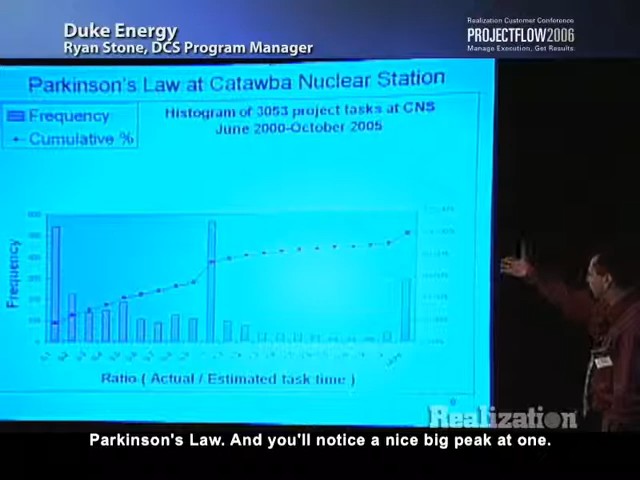 Duke Energy
Ryan Stone, DCS Program Manager
Realization Customer Conference
PROJECTFLOW2006
Manage Execution, Get Results
Parkinson's Law at Catawba Nuclear Station
Frequency
Cumulative %
Histogram of 3053 project tasks at CNS
June 2000-October 2005
Frequency
Ratio ( Actual / Estimated task time )
Realization
Parkinson's Law. And you'll notice a nice big peak at one.